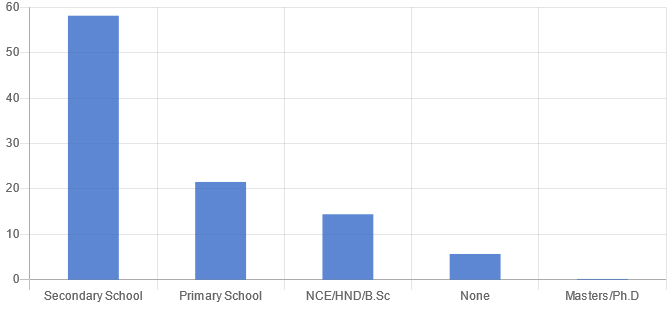 60
50
40
30
20
10
0
Secondary School
Primary School
NCE/HND/B.Sc
None
Masters/Ph.D